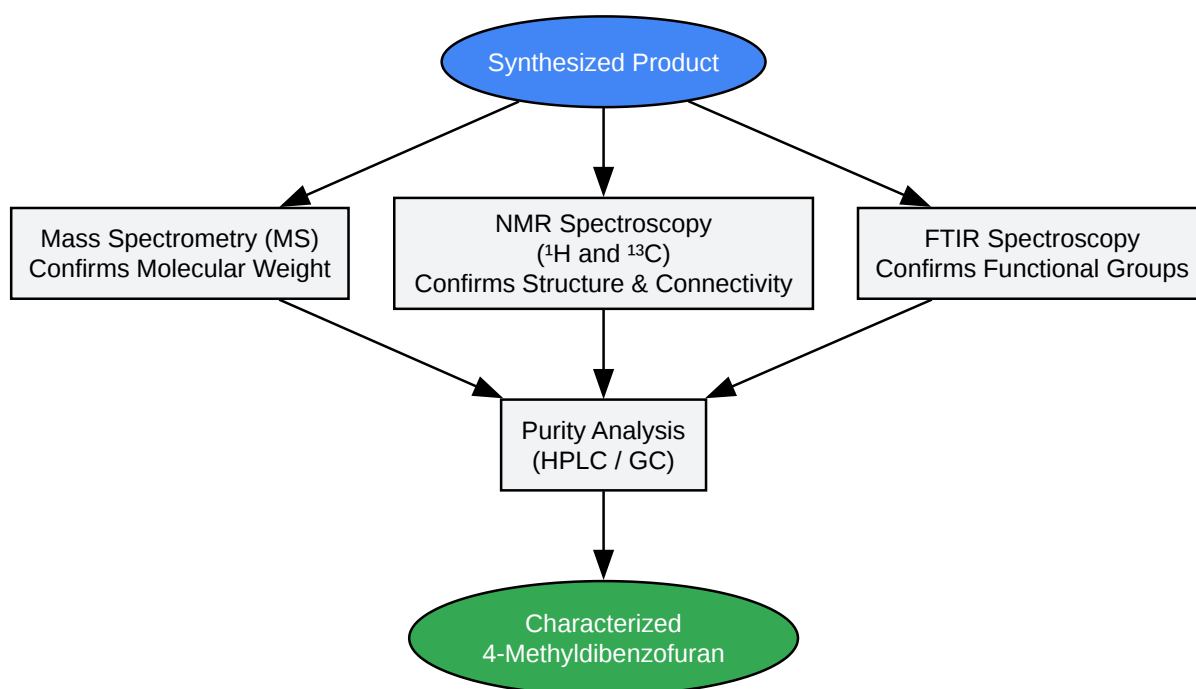 Synthesized Product
Mass Spectrometry (MS)
Confirms Molecular Weight
NMR Spectroscopy
(¹H and ¹³C)
Confirms Structure & Connectivity
FTIR Spectroscopy
Confirms Functional Groups
Purity Analysis
(HPLC / GC)
Characterized
4-Methyldibenzofuran